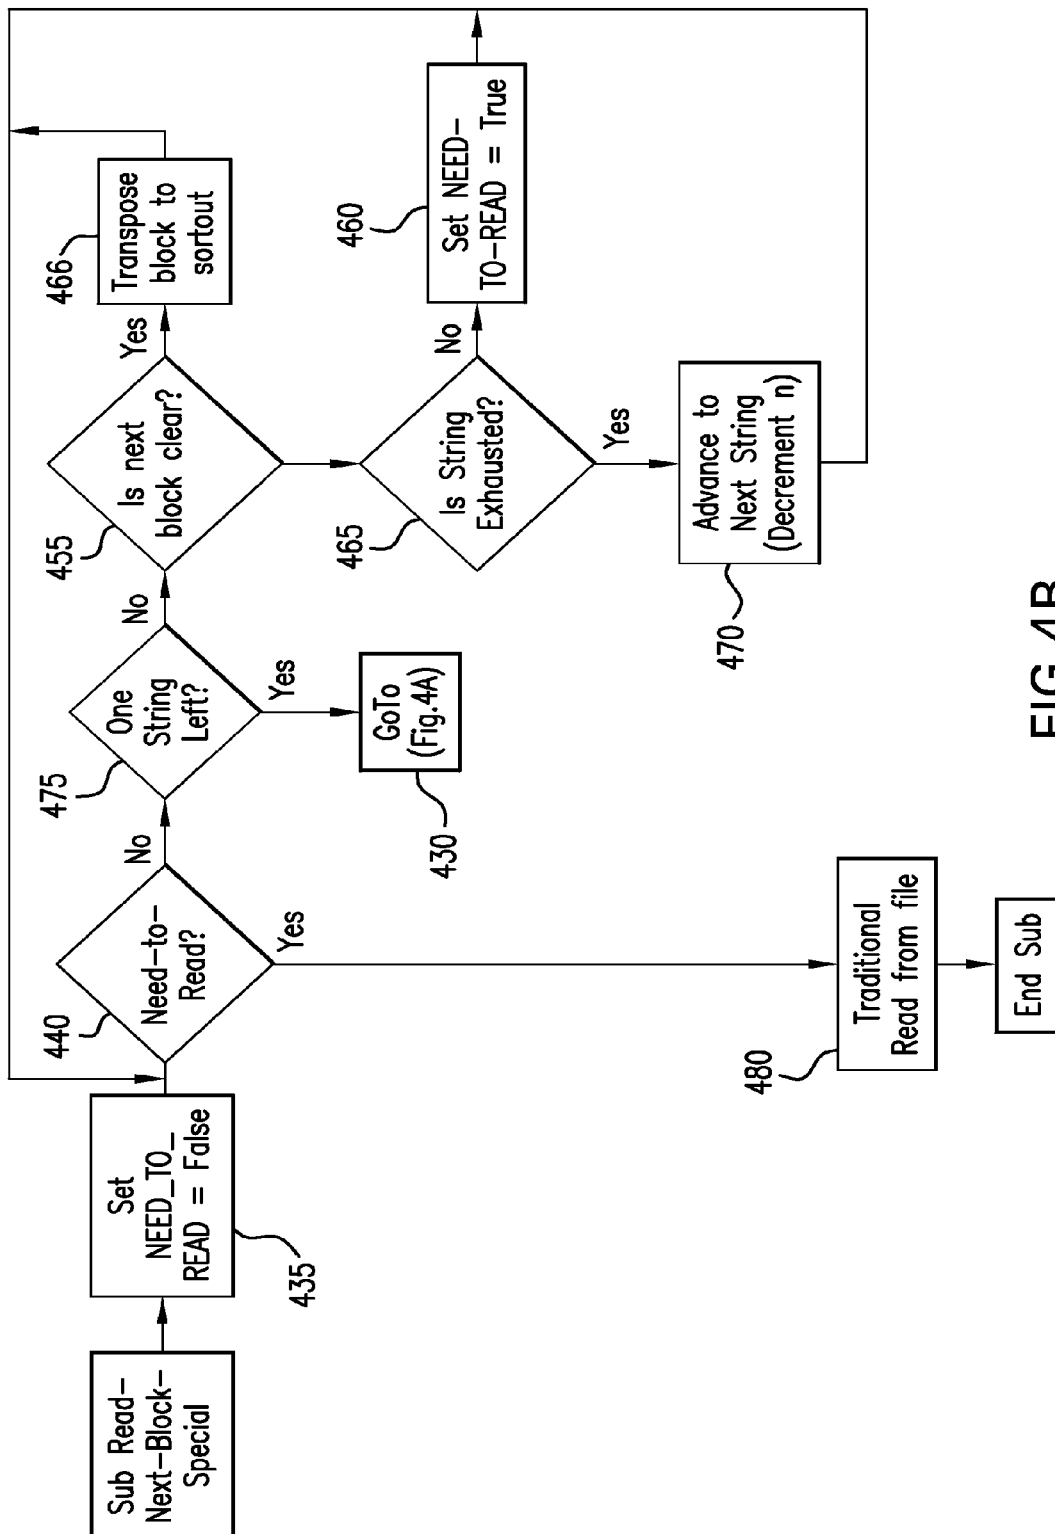 Sub Read-
Next-Block-
Special
Set
NEED_TO_
READ = False
435
440
Need-to-
Read?
No
Yes
475
One
String
Left?
No
Yes
GoTo
(Fig.4A)
430
455
Is next
block clear?
Yes
466
Transpose
block to
sortout
465
Is String
Exhausted?
No
Yes
460
Set NEED-
TO-READ = True
Advance to
Next String
(Decrement n)
470
Traditional
Read from file
480
End Sub
FIG.4B